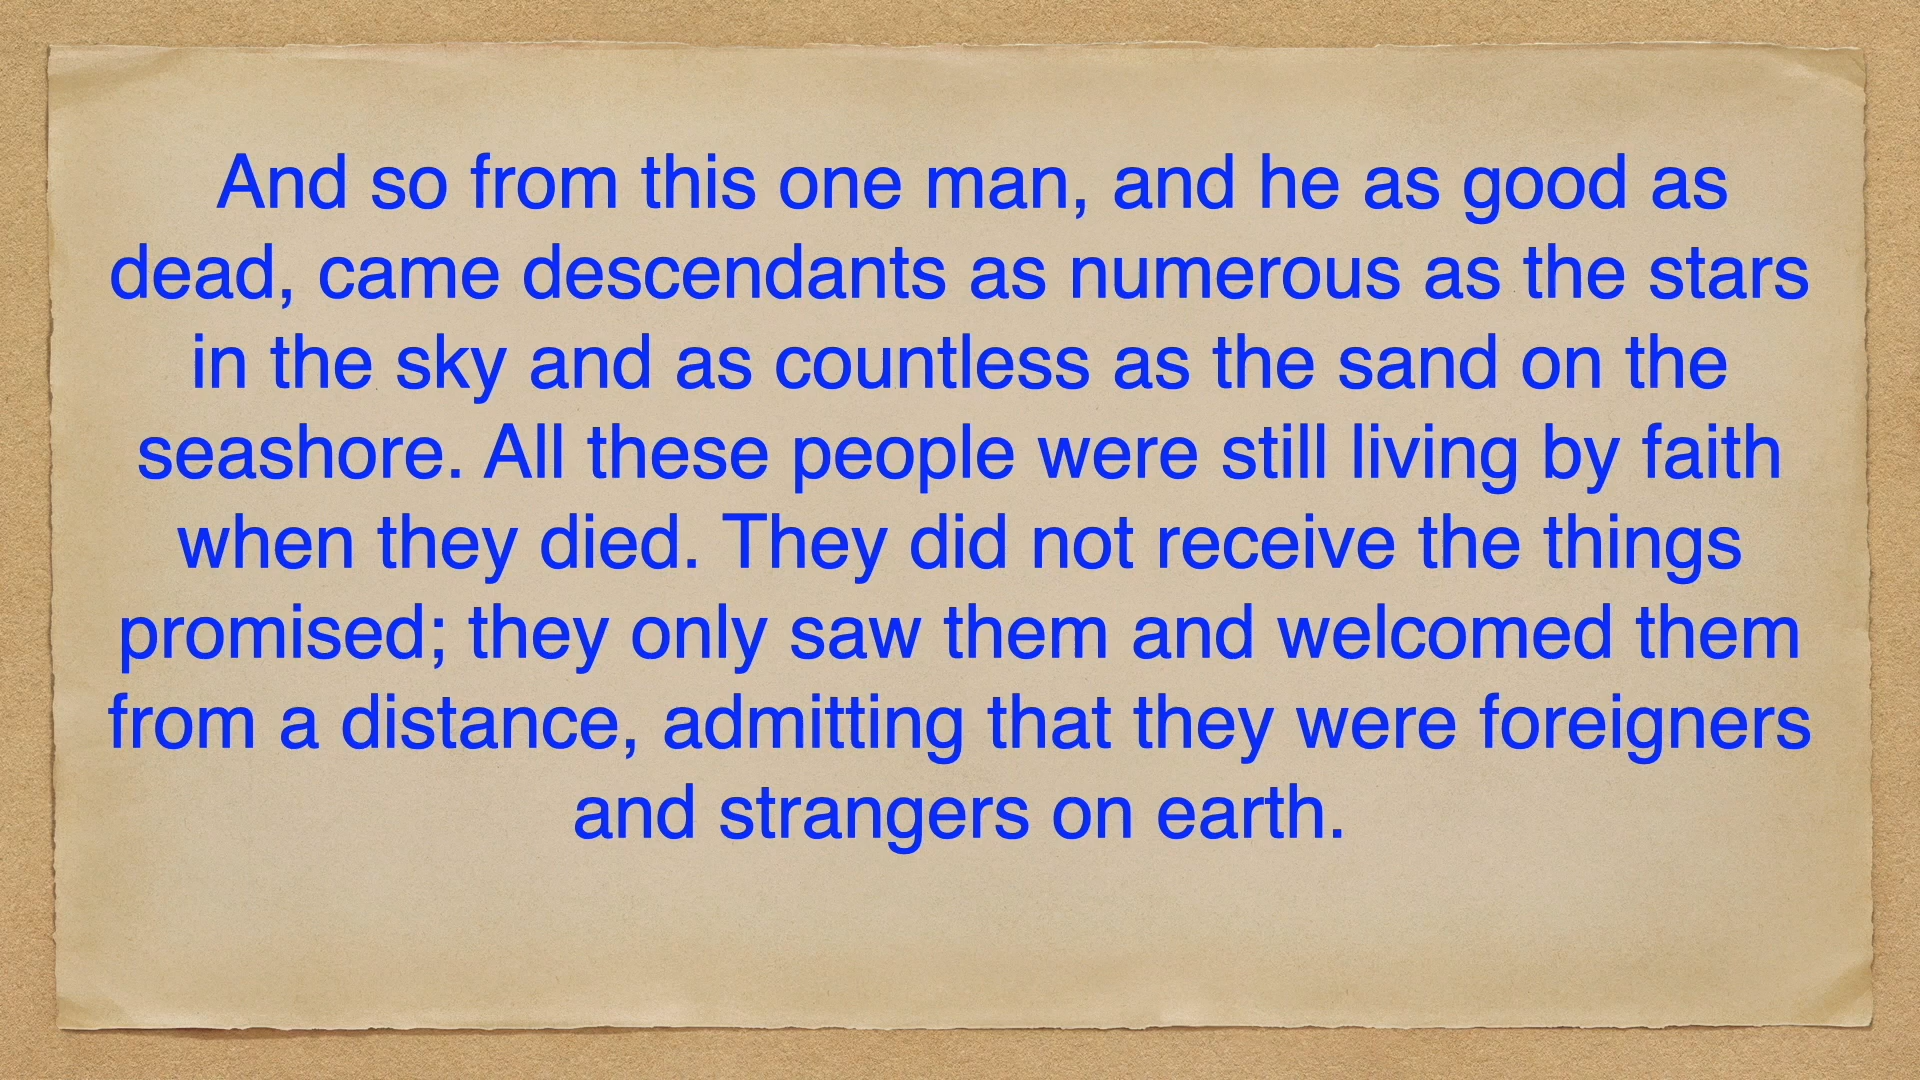 And so from this one man, and he as good as
dead, came descendants as numerous as the stars
in the sky and as countless as the sand on the
seashore. All these people were still living by faith
when they died. They did not receive the things
promised; they only saw them and welcomed them
from a distance, admitting that they were foreigners
and strangers on earth.